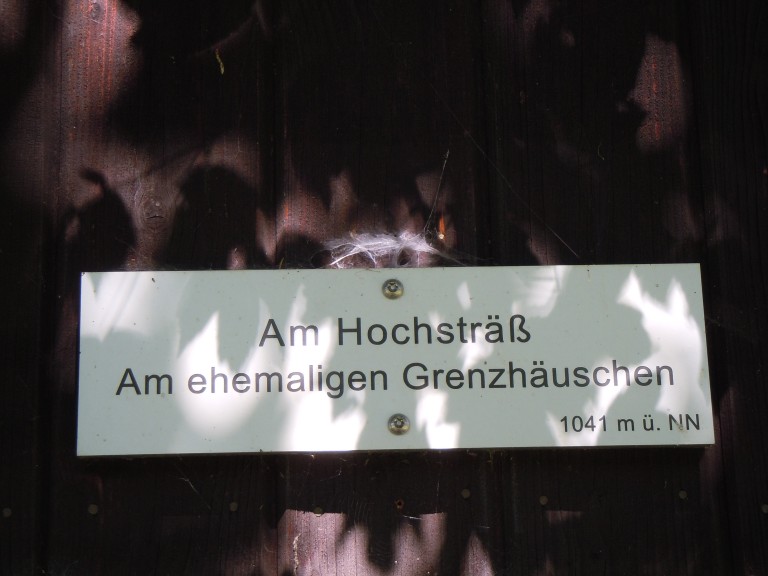 Am Hochsträß
Am ehemaligen Grenzhäuschen
1041 m ü. NN